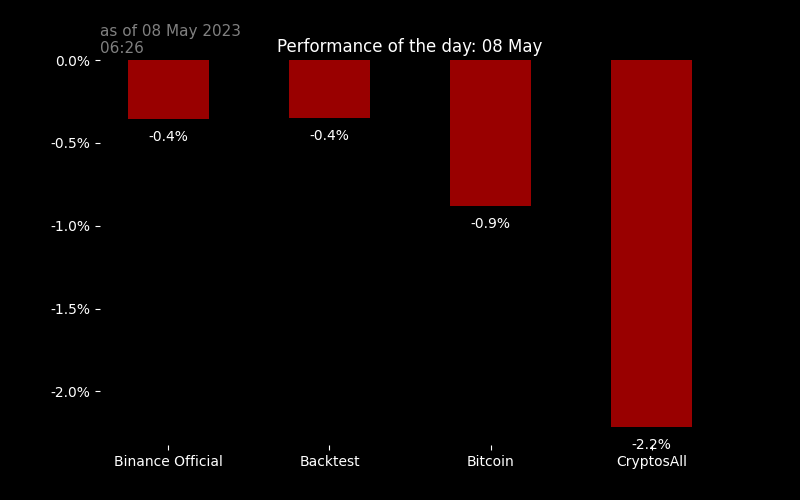 as of 08 May 2023
06:26
Performance of the day: 08 May
0.0%
-0.5%
-1.0%
-1.5%
-2.0%
-0.4%
-0.4%
-0.9%
-2.2%
Binance Official
Backtest
Bitcoin
CryptosAll